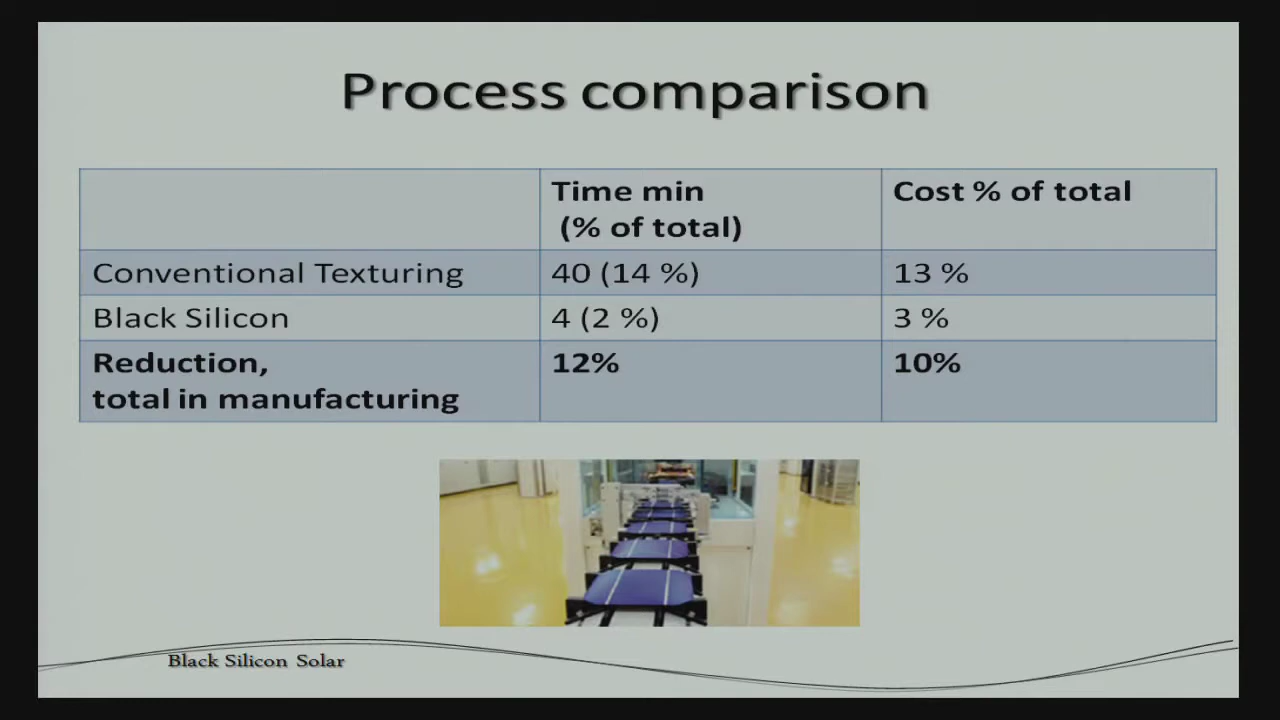 Process comparison
Time min
(% of total)
Cost % of total
Conventional Texturing
40 (14 %)
13 %
Black Silicon
4 (2 %)
3 %
Reduction,
total in manufacturing
12%
10%
Black Silicon Solar